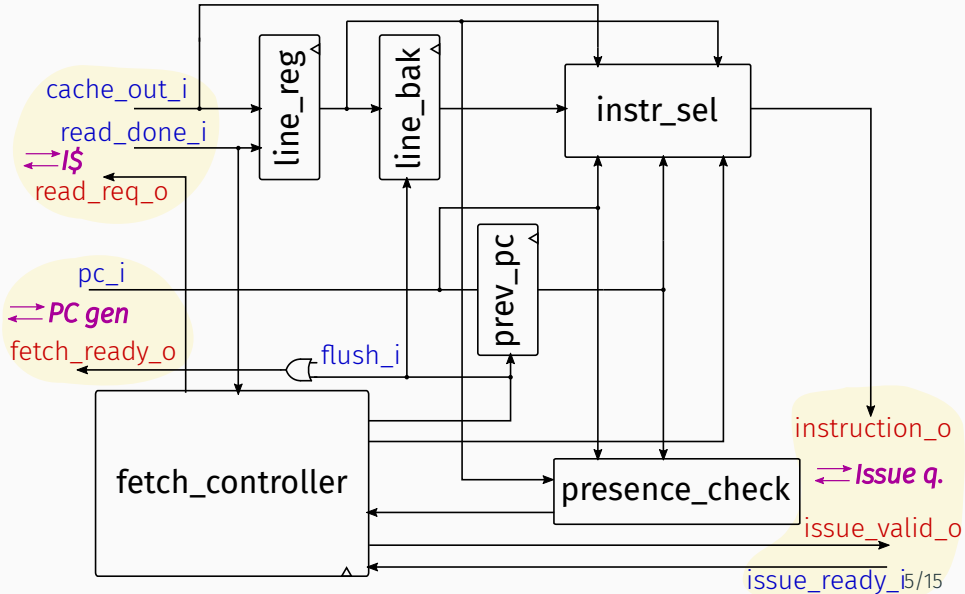 cache_out_i
read_done_i
I$
read_req_o
line_reg
line_bak
instr_sel
pc_i
PC gen
fetch_ready_o
prev_pc
flush_i
fetch_controller
presence_check
instruction_o
Issue q.
issue_valid_o
issue_ready_i
5/15